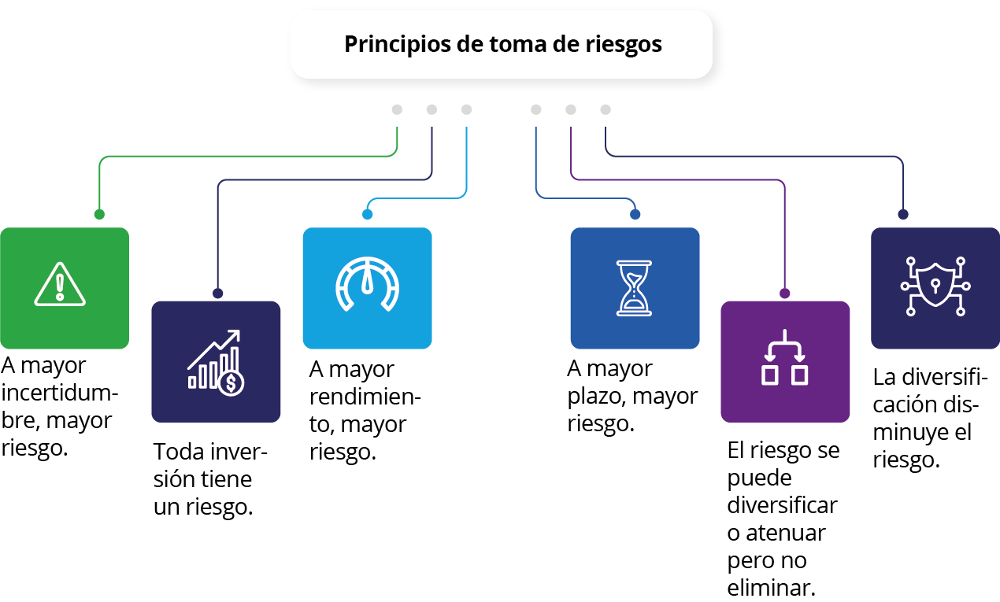 Principios de toma de riesgos
A mayor
incertidum-
bre, mayor
riesgo.
Toda inver-
sión tiene
un riesgo.
A mayor
rendimien-
to, mayor
riesgo.
A mayor
plazo, mayor
riesgo.
El riesgo se
puede
diversificar
o atenuar
pero no
eliminar.
La diversifi-
cación dis-
minuye el
riesgo.